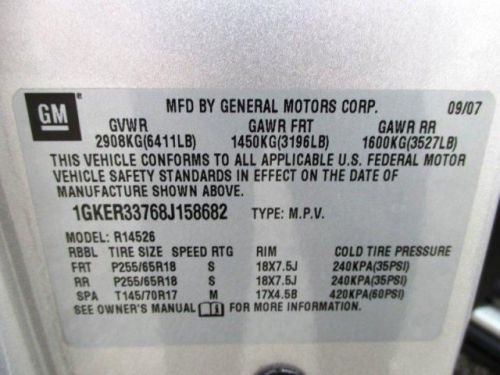 GM
MFD BY GENERAL MOTORS CORP. 09/07
GVWR GAWR FRT GAWR RR
2908KG(6411LB) 1450KG(3196LB) 1600KG(3527LB)
THIS VEHICLE CONFORMS TO ALL APPLICABLE U.S. FEDERAL MOTOR
VEHICLE SAFETY STANDARDS IN EFFECT ON THE DATE OF
MANUFACTURE SHOWN ABOVE.
1GKER33768J158682 TYPE: M.P.V.
MODEL: R14526
RBBL TIRE SIZE SPEED RTG RIM COLD TIRE PRESSURE
FRT P255/65R18 S 18X7.5J 240KPA(35PSI)
RR P255/65R18 S 18X7.5J 240KPA(35PSI)
SPA T145/70R17 M 17X4.5B 420KPA(60PSI)
SEE OWNER'S MANUAL FOR MORE INFORMATION.